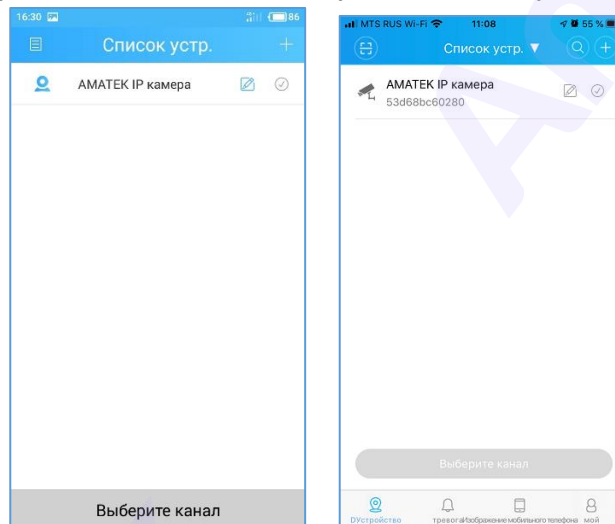 16:30 86
Список устр.
AMATEK IP камера
Выберите канал
MTS RUS Wi-Fi 11:08 55 %
Список устр. ▼
AMATEK IP камера
53d68bc60280
Выберите канал
DУстройство тревога Изображение мобильного телефона мой